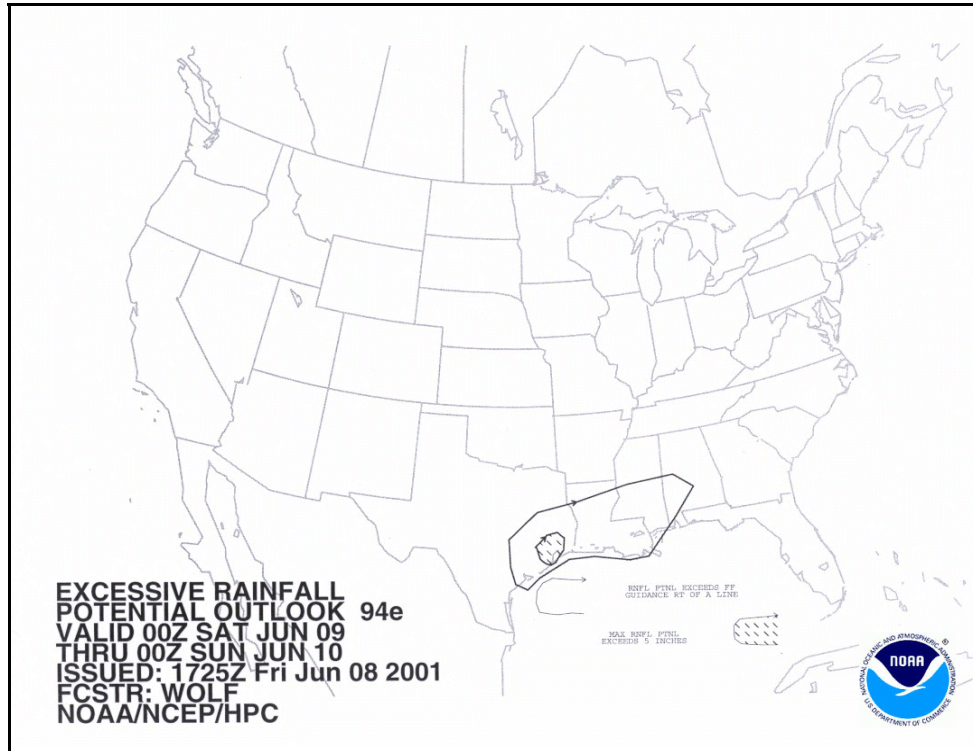 EXCESSIVE RAINFALL
POTENTIAL OUTLOOK 94e
VALID 00Z SAT JUN 09
THRU 00Z SUN JUN 10
ISSUED: 1725Z Fri Jun 08 2001
FCSTR: WOLF
NOAA/NCEP/HPC
RNFL PTNL EXCEEDS FF
GUIDANCE RT OF A LINE
MAX RNFL PTNL
EXCEEDS 5 INCHES
NATIONAL OCEANIC AND ATMOSPHERIC ADMINISTRATION
NOAA
U.S. DEPARTMENT OF COMMERCE